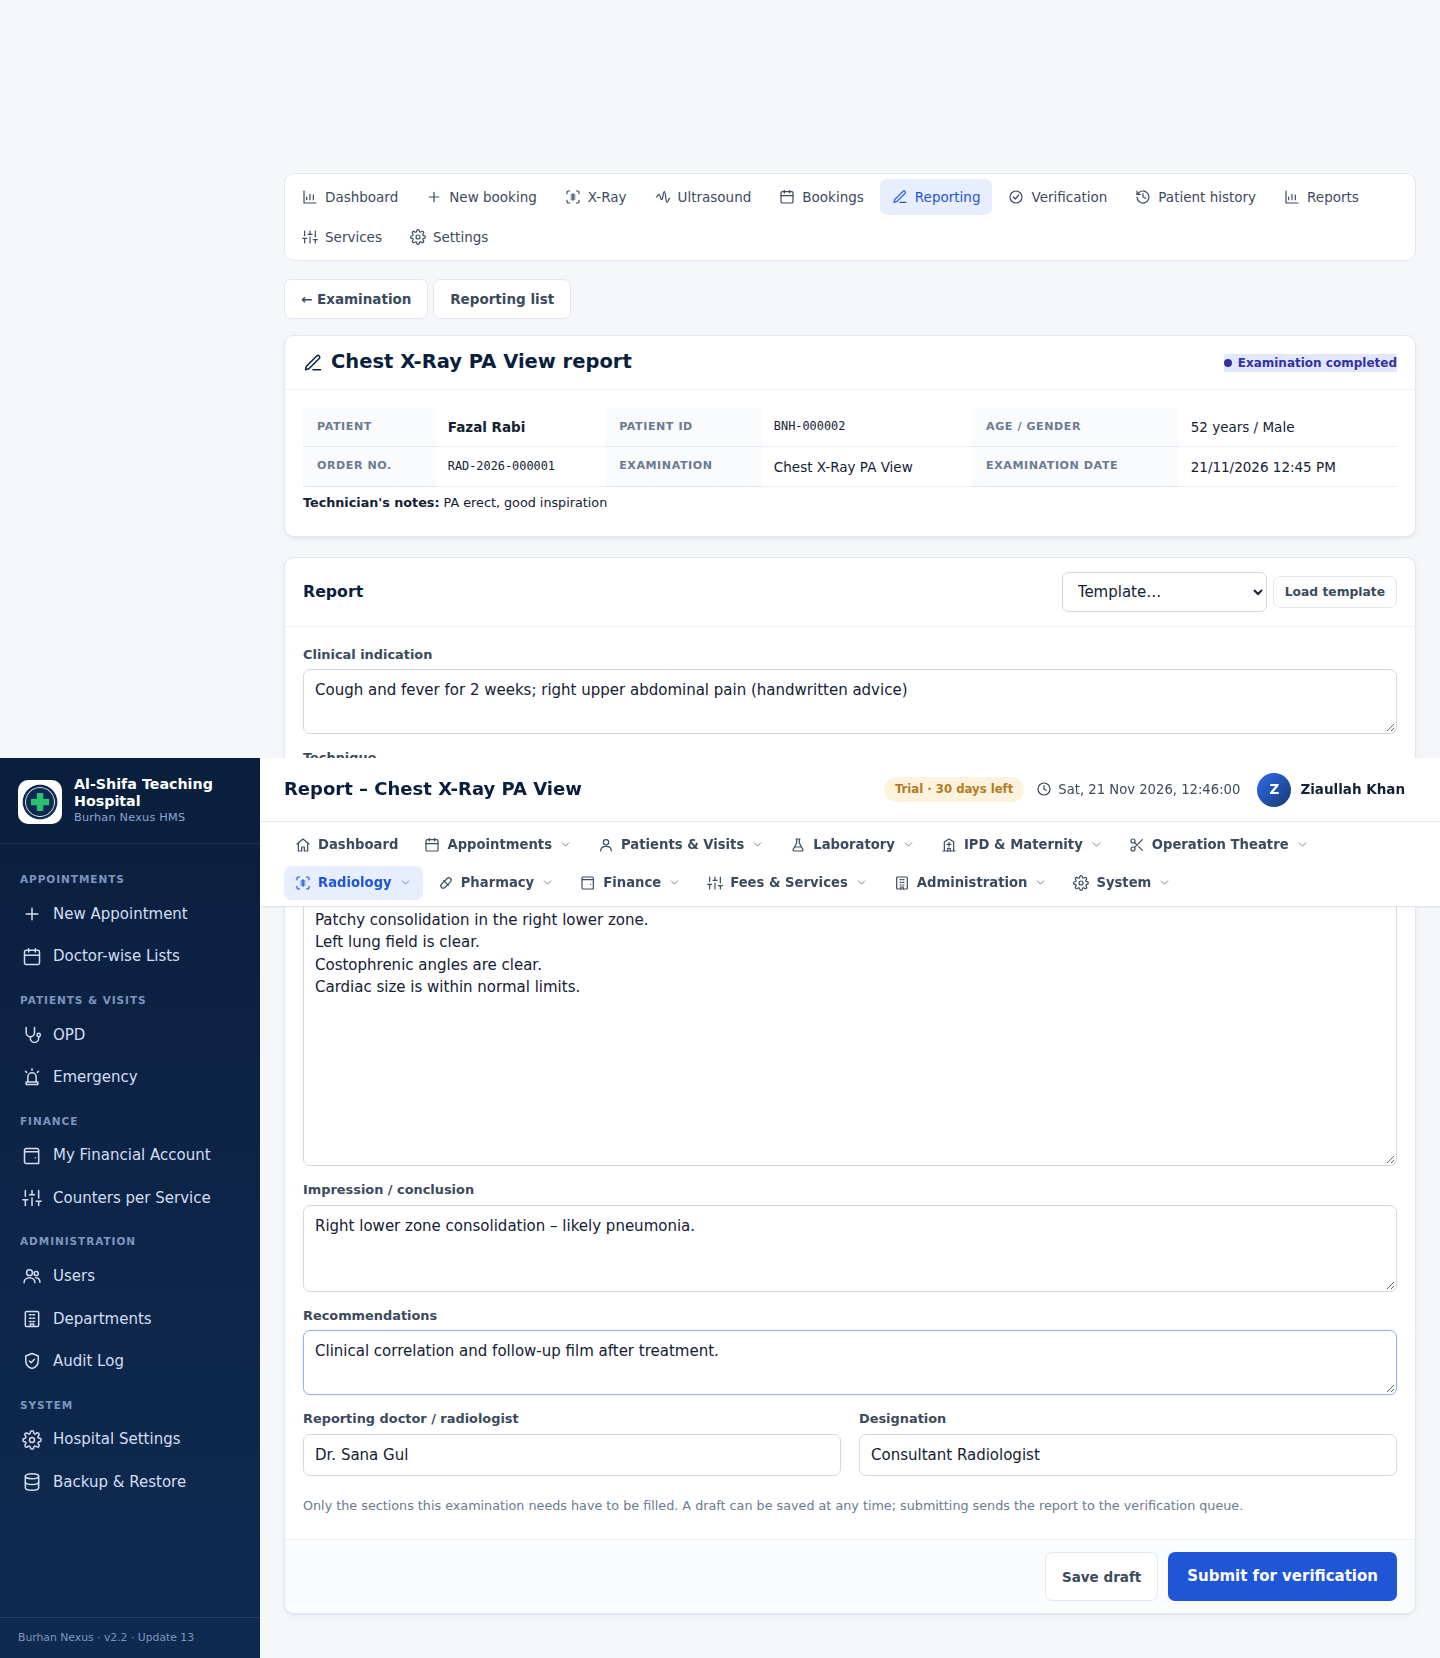 Dashboard
New booking
X-Ray
Ultrasound
Bookings
Reporting
Verification
Patient history
Reports
Services
Settings
← Examination
Reporting list
Chest X-Ray PA View report
Examination completed
PATIENT
Fazal Rabi
PATIENT ID
BNH-000002
AGE / GENDER
52 years / Male
ORDER NO.
RAD-2026-000001
EXAMINATION
Chest X-Ray PA View
EXAMINATION DATE
21/11/2026 12:45 PM
Technician's notes: PA erect, good inspiration
Report
Template...
Load template
Clinical indication
Cough and fever for 2 weeks; right upper abdominal pain (handwritten advice)
Technique
Al-Shifa Teaching
Hospital
Burhan Nexus HMS
Report – Chest X-Ray PA View
Trial · 30 days left
Sat, 21 Nov 2026, 12:46:00
Z
Ziaullah Khan
Dashboard
Appointments
Patients & Visits
Laboratory
IPD & Maternity
Operation Theatre
Radiology
Pharmacy
Finance
Fees & Services
Administration
System
APPOINTMENTS
New Appointment
Doctor-wise Lists
PATIENTS & VISITS
OPD
Emergency
FINANCE
My Financial Account
Counters per Service
ADMINISTRATION
Users
Departments
Audit Log
SYSTEM
Hospital Settings
Backup & Restore
Burhan Nexus · v2.2 · Update 13
Patchy consolidation in the right lower zone.
Left lung field is clear.
Costophrenic angles are clear.
Cardiac size is within normal limits.
Impression / conclusion
Right lower zone consolidation – likely pneumonia.
Recommendations
Clinical correlation and follow-up film after treatment.
Reporting doctor / radiologist
Designation
Dr. Sana Gul
Consultant Radiologist
Only the sections this examination needs have to be filled. A draft can be saved at any time; submitting sends the report to the verification queue.
Save draft
Submit for verification